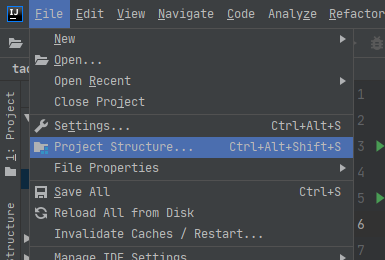 IJ File Edit View Navigate Code Analyze Refactor
New
Open...
Open Recent
Close Project
Settings... Ctrl+Alt+S
Project Structure... Ctrl+Alt+Shift+S
File Properties
Save All Ctrl+S
Reload All from Disk
Invalidate Caches / Restart...
Manage IDE Settings
1: Project
Structure
1
2
3
4
5
6
7